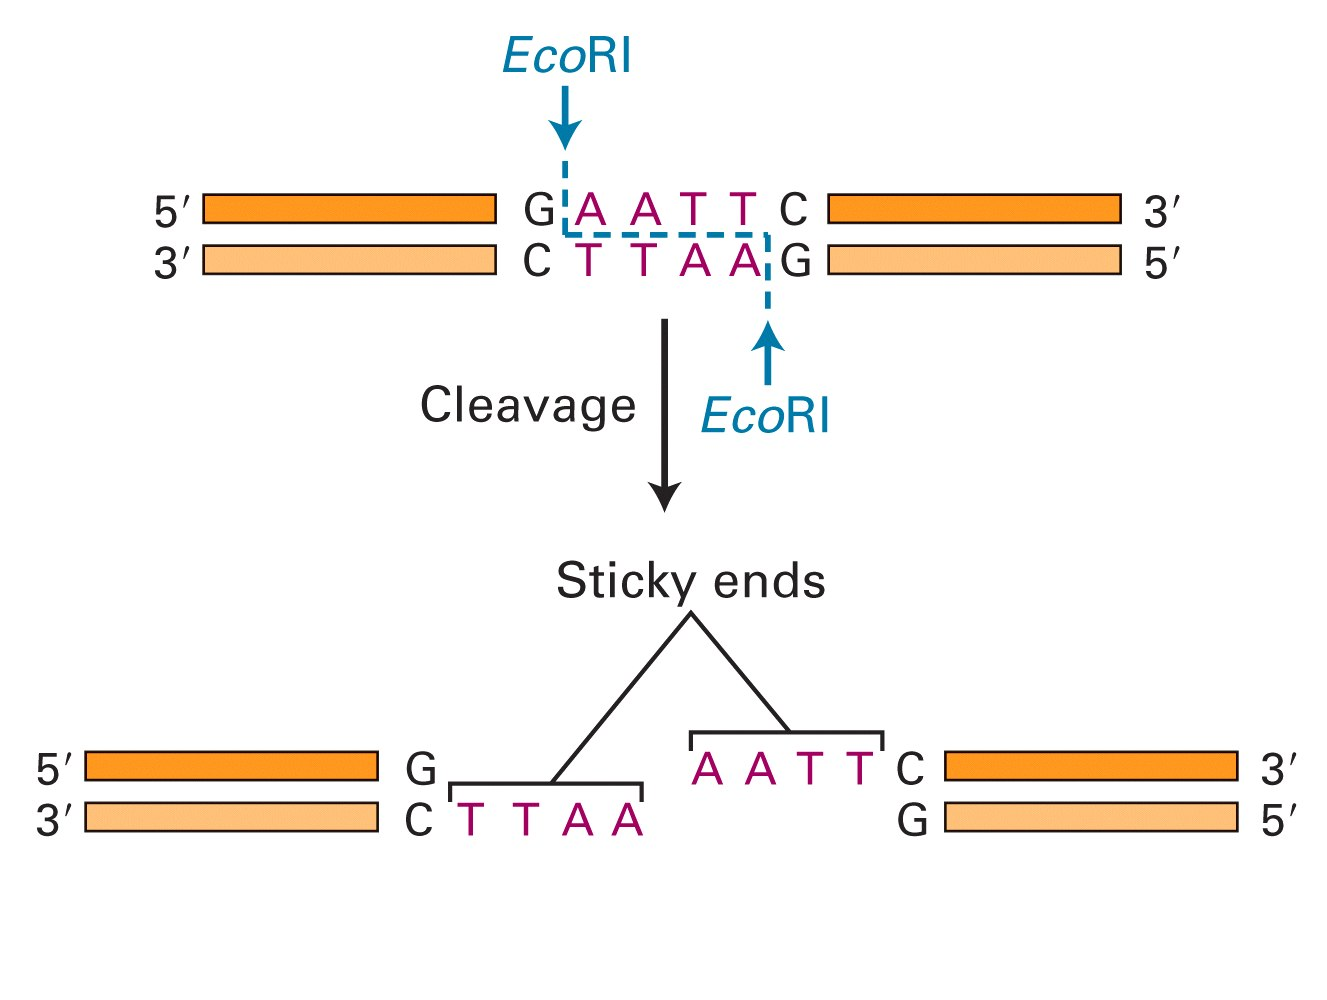 EcoRI
5′ G A A T T C 3′
3′ C T T A A G 5′
Cleavage
EcoRI
Sticky ends
5′ G A A T T C 3′
3′ C T T A A G 5′